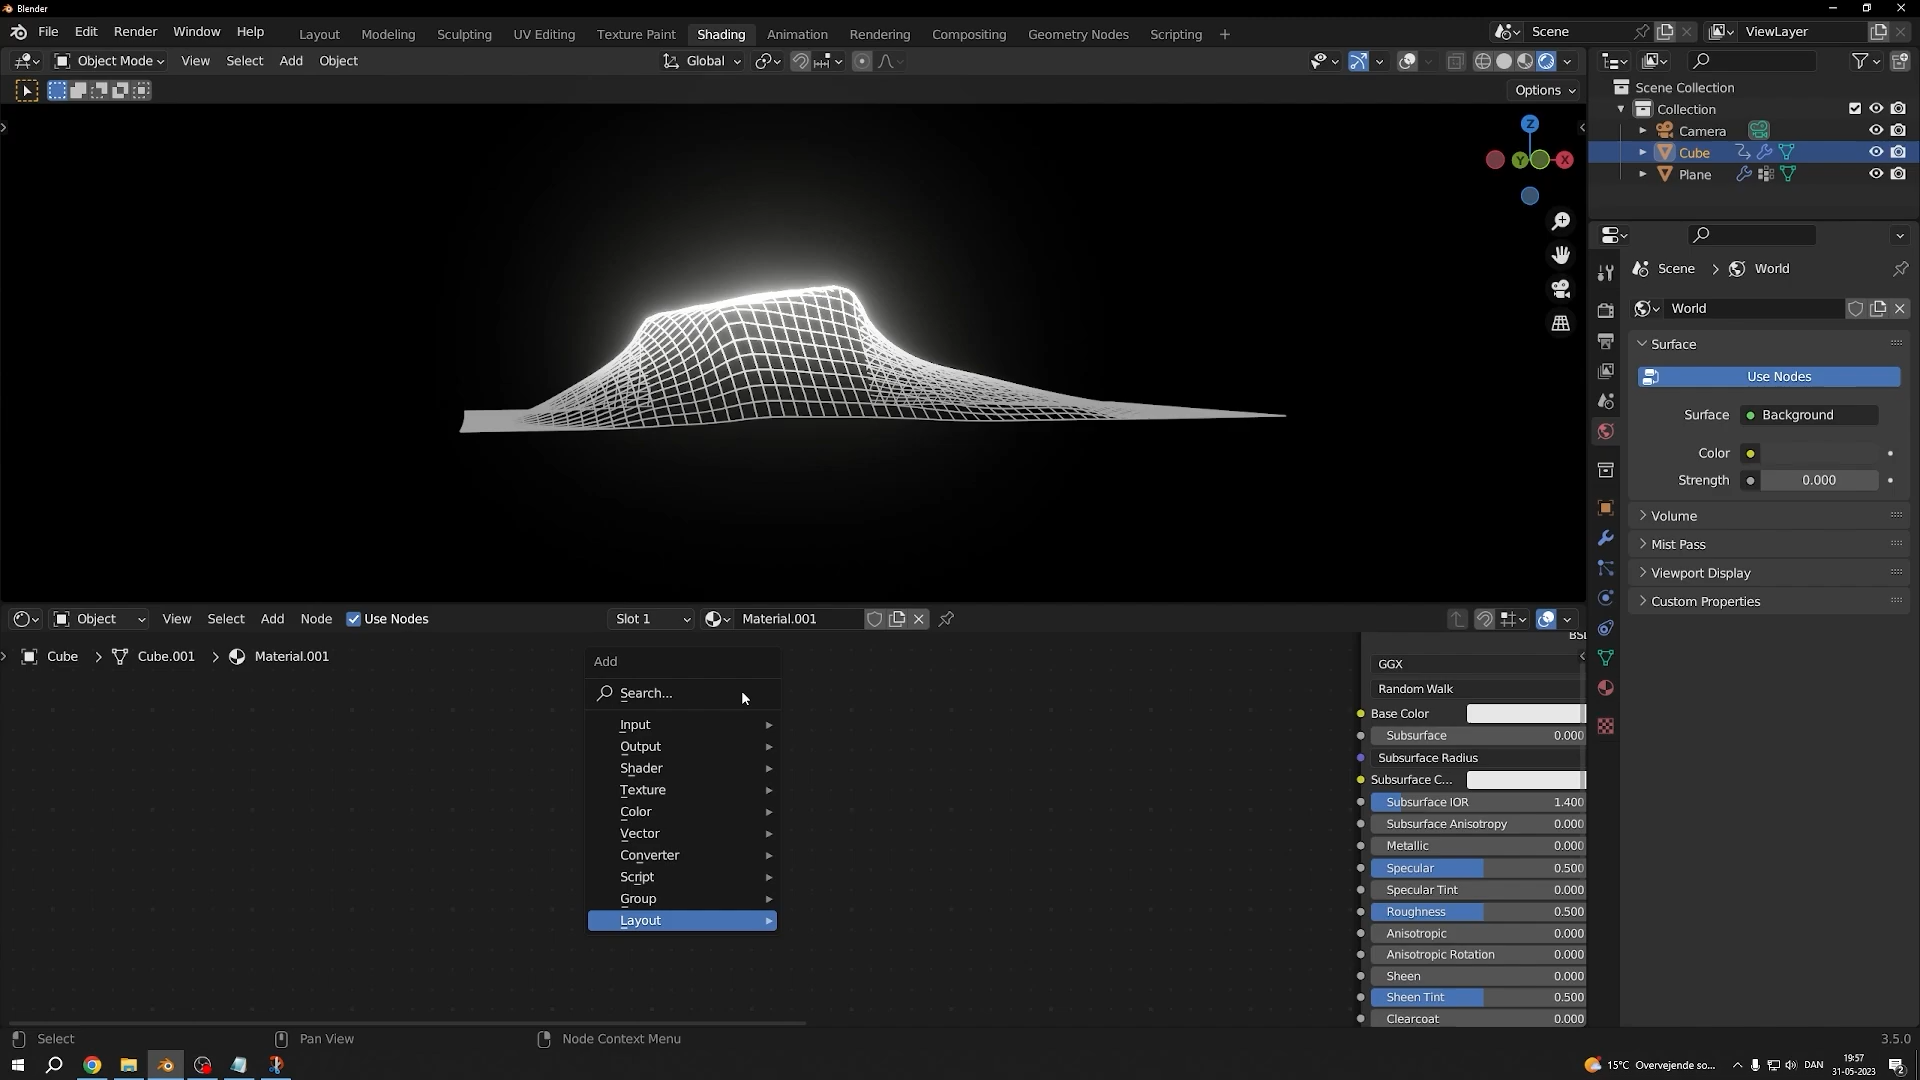 Blender
File Edit Render Window Help Layout Modeling Sculpting UV Editing Texture Paint Shading Animation Rendering Compositing Geometry Nodes Scripting + Scene ViewLayer
Object Mode View Select Add Object Global
Options
Z
Y X
Scene Collection
Collection
Camera
Cube
Plane
Scene > World
World
Surface
Use Nodes
Surface Background
Color
Strength 0.000
Volume
Mist Pass
Viewport Display
Custom Properties
Object View Select Add Node Use Nodes Slot 1 Material.001
Cube > Cube.001 > Material.001
Add
Search...
Input
Output
Shader
Texture
Color
Vector
Converter
Script
Group
Layout
GGX
Random Walk
Base Color
Subsurface 0.000
Subsurface Radius
Subsurface C...
Subsurface IOR 1.400
Subsurface Anisotropy 0.000
Metallic 0.000
Specular 0.500
Specular Tint 0.000
Roughness 0.500
Anisotropic 0.000
Anisotropic Rotation 0.000
Sheen 0.000
Sheen Tint 0.500
Clearcoat 0.000
Select Pan View Node Context Menu 3.5.0
15°C Overvejende so... DAN 19:57
31-05-2023
2